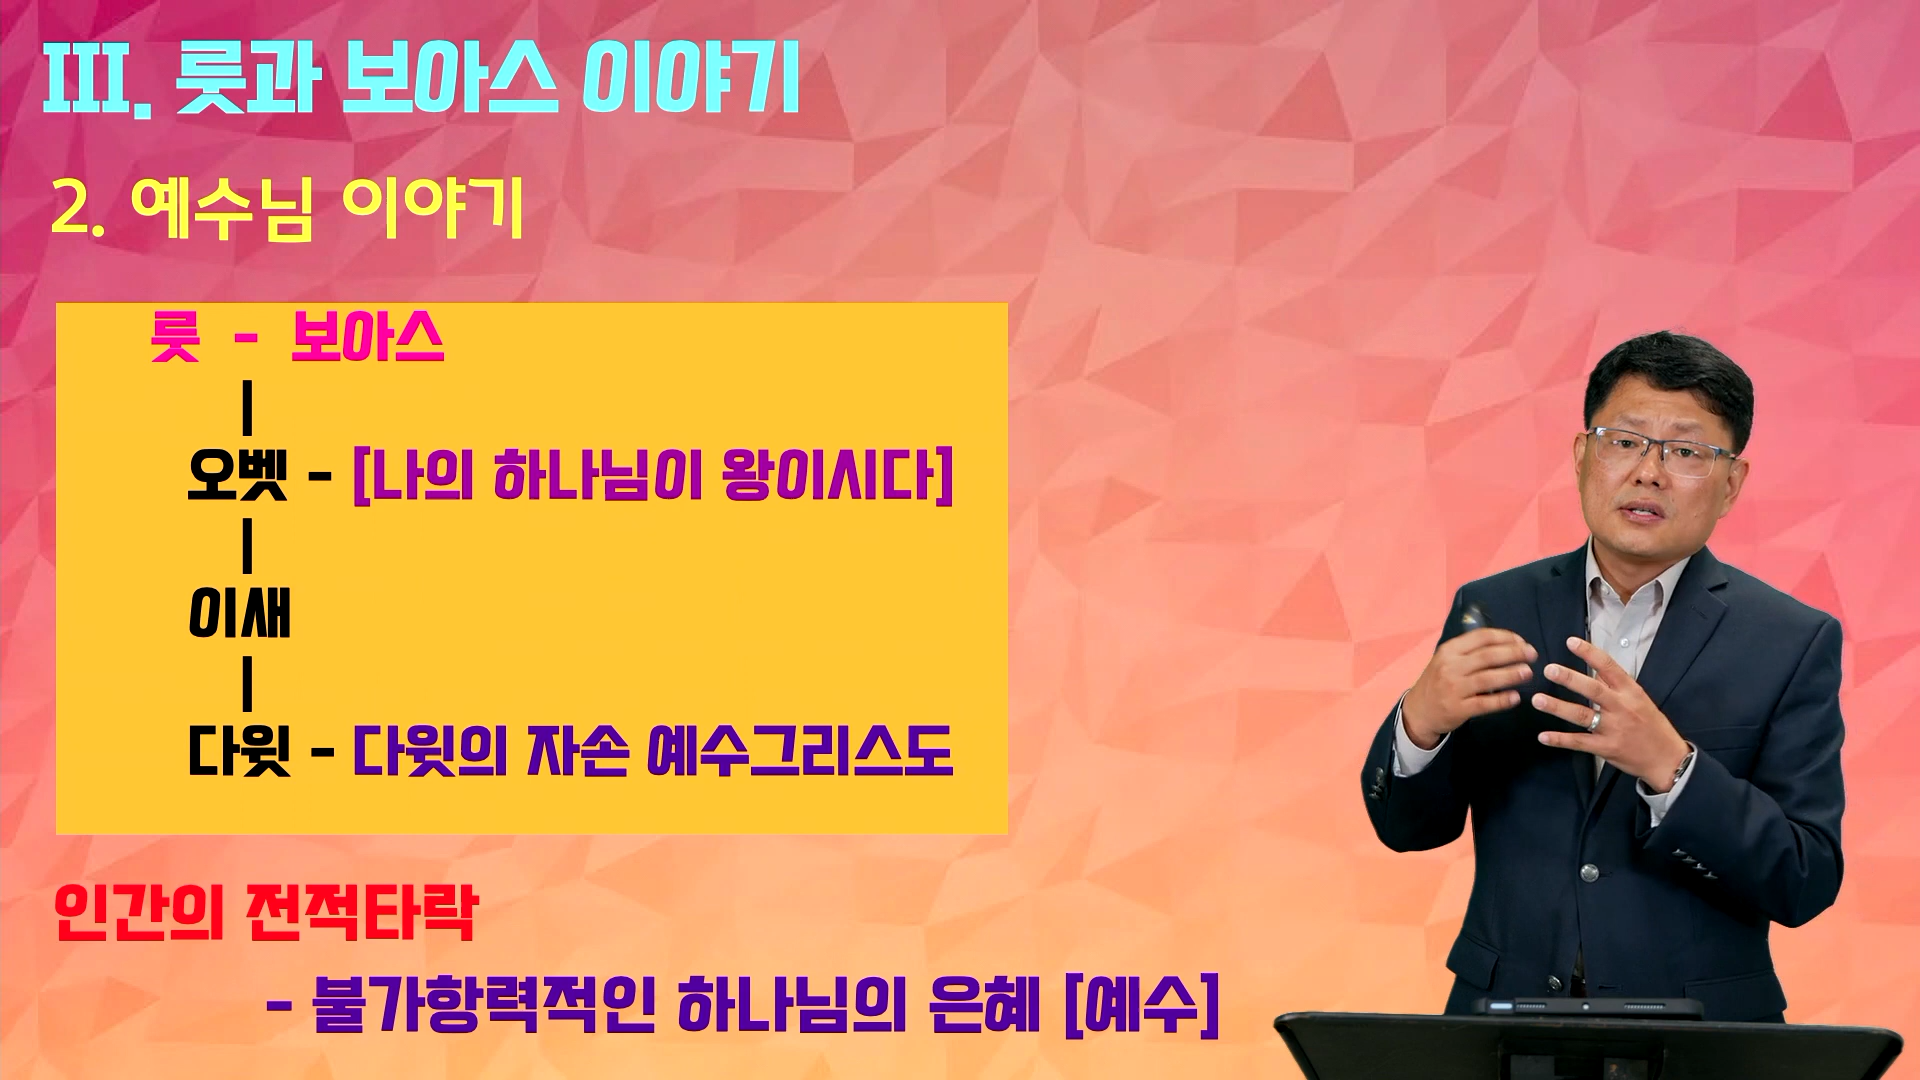 III. 룻과 보아스 이야기
2. 예수님 이야기
룻 - 보아스
|
오벳 - [나의 하나님이 왕이시다]
|
이새
|
다윗 - 다윗의 자손 예수그리스도
인간의 전적타락
- 불가항력적인 하나님의 은혜 [예수]